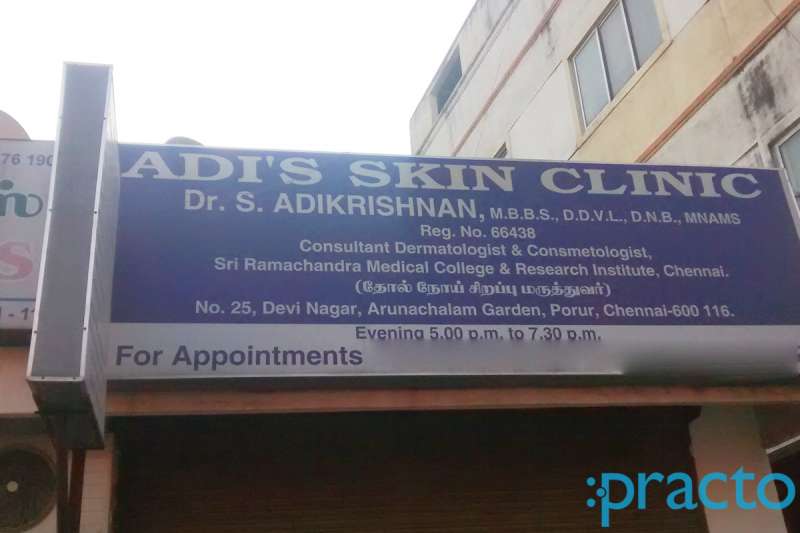 76 190
ADI'S SKIN CLINIC
Dr. S. ADIKRISHNAN, M.B.B.S., D.D.V.L., D.N.B., MNAMS
Reg. No. 66438
Consultant Dermatologist & Consmetologist,
Sri Ramachandra Medical College & Research Institute, Chennai.
(தோல் நோய் சிறப்பு மருத்துவர்)
No. 25, Devi Nagar, Arunachalam Garden, Porur, Chennai-600 116.
Evening 5.00 p.m. to 7.30 p.m.
For Appointments
:practo